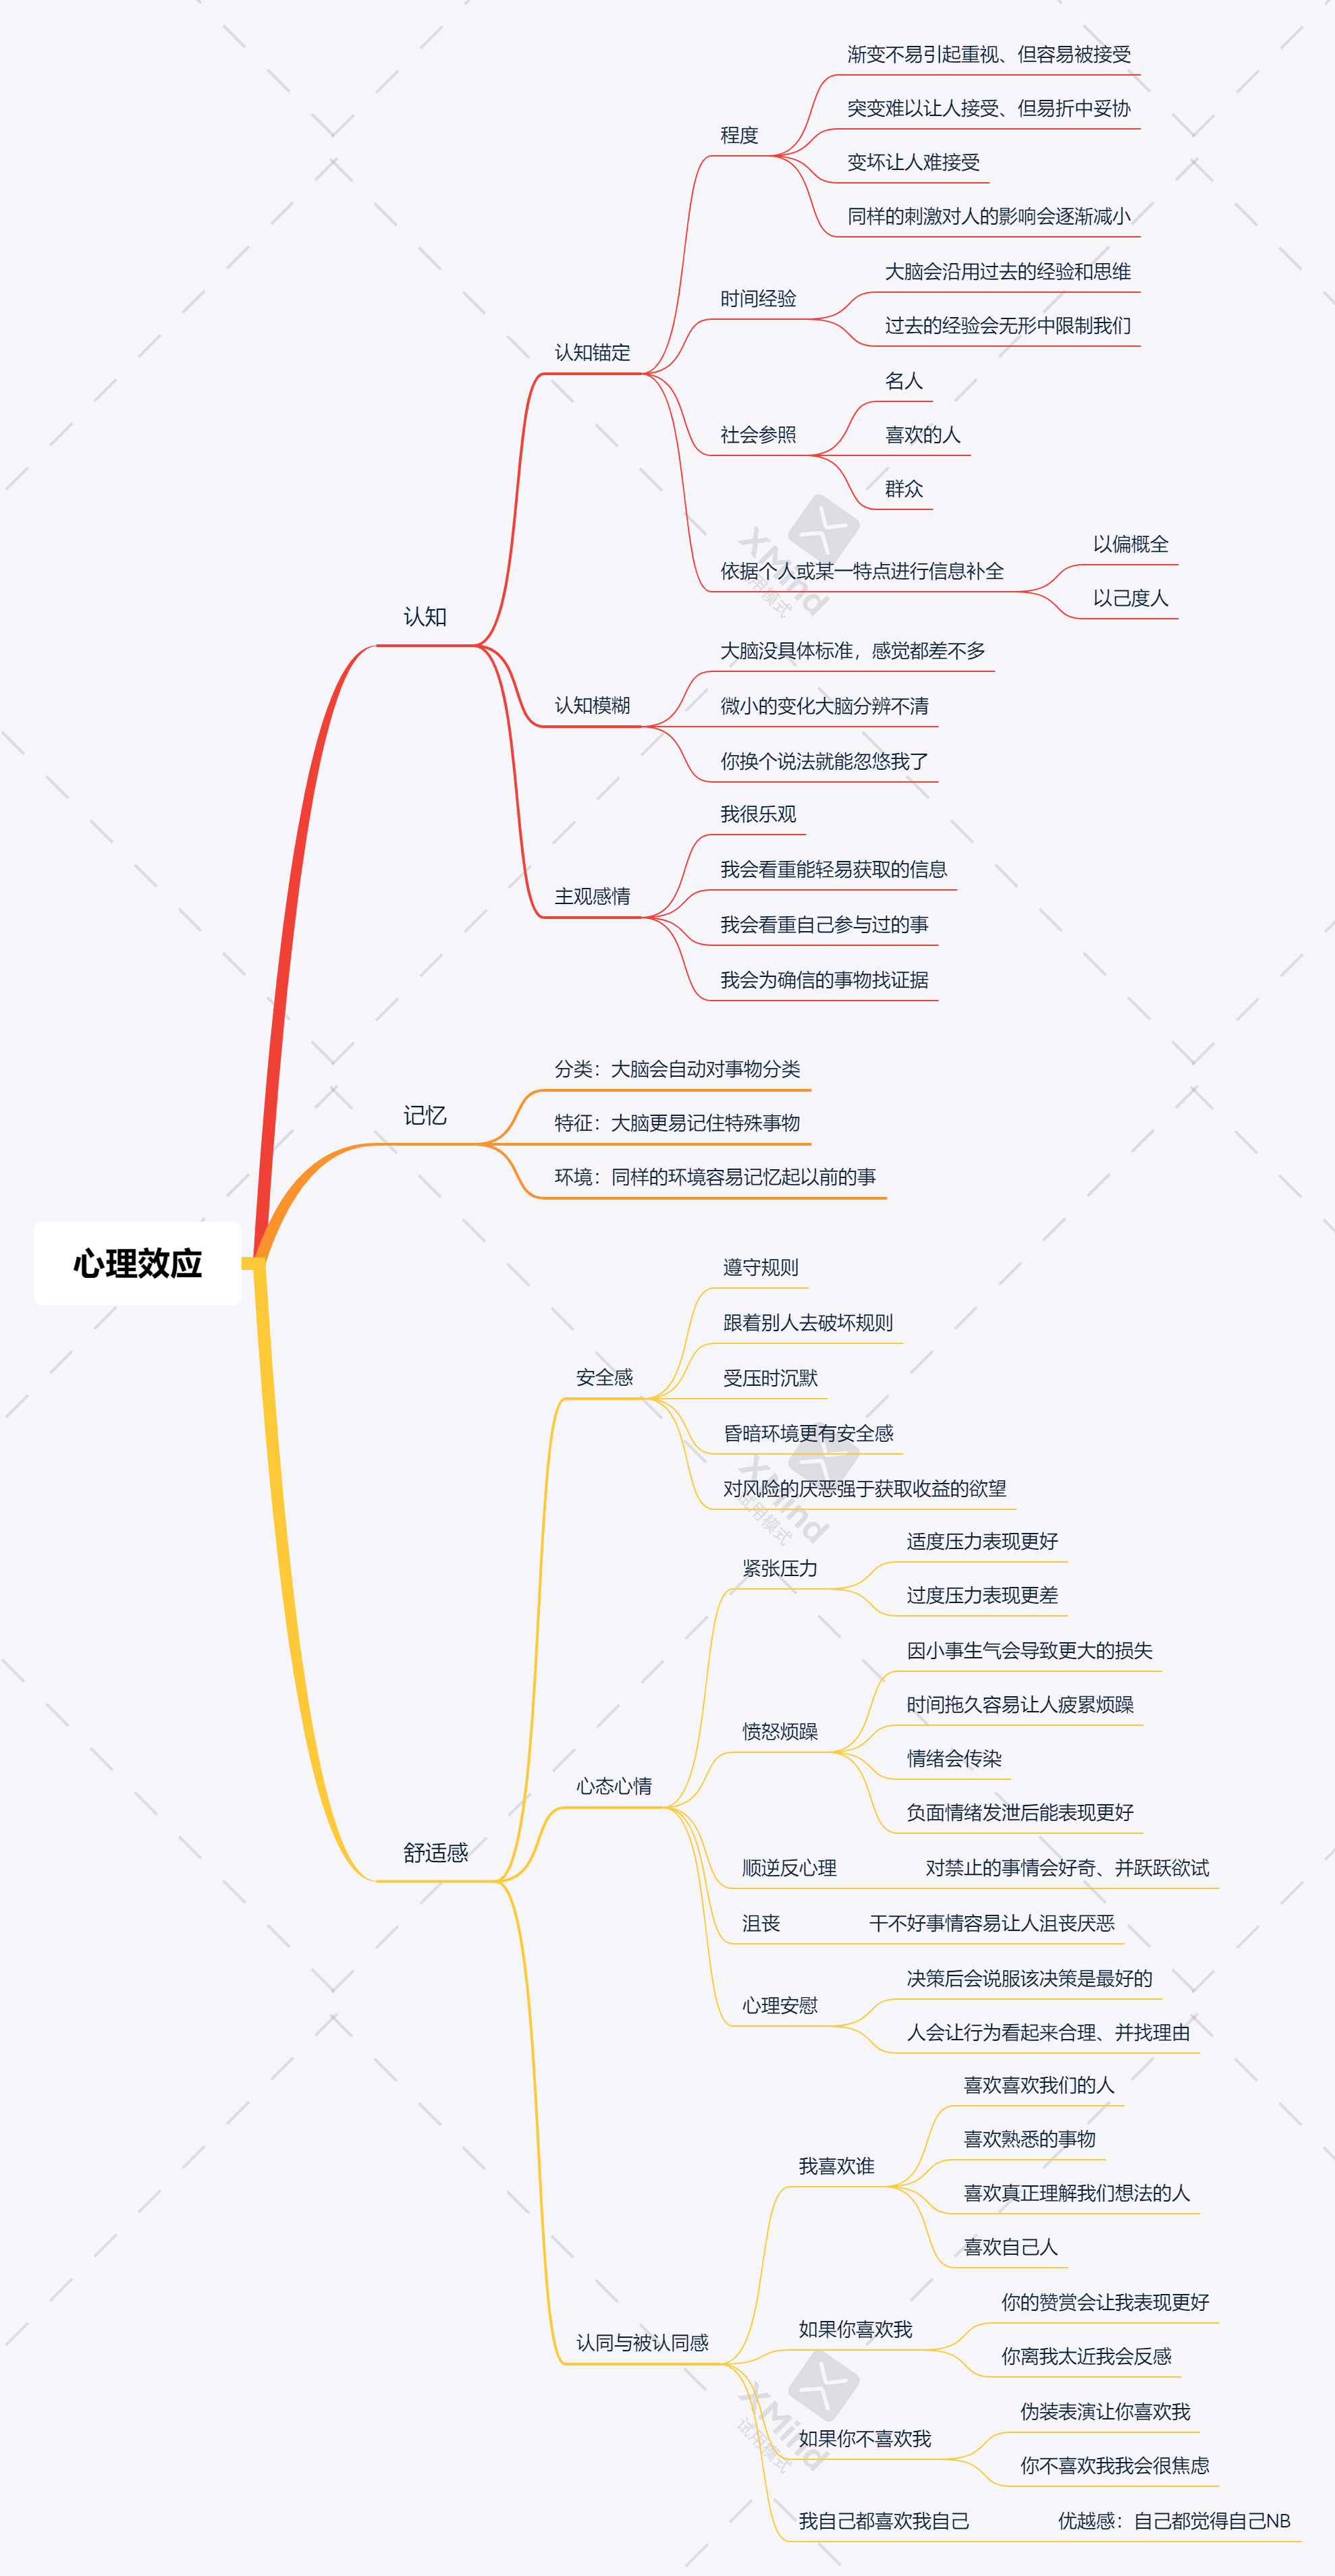 心理效应
认知
认知锚定
程度
渐变不易引起重视、但容易被接受
突变难以让人接受、但易折中妥协
变坏让人难接受
同样的刺激对人的影响会逐渐减小
时间经验
大脑会沿用过去的经验和思维
过去的经验会无形中限制我们
社会参照
名人
喜欢的人
群众
依据个人或某一特点进行信息补全
以偏概全
以己度人
认知模糊
大脑没具体标准，感觉都差不多
微小的变化大脑分辨不清
你换个说法就能忽悠我了
主观感情
我很乐观
我会看重能轻易获取的信息
我会看重自己参与过的事
我会为确信的事物找证据
记忆
分类：大脑会自动对事物分类
特征：大脑更易记住特殊事物
环境：同样的环境容易记忆起以前的事
舒适感
安全感
遵守规则
跟着别人去破坏规则
受压时沉默
昏暗环境更有安全感
对风险的厌恶强于获取收益的欲望
心态心情
紧张压力
适度压力表现更好
过度压力表现更差
愤怒烦躁
因小事生气会导致更大的损失
时间拖久容易让人疲累烦躁
情绪会传染
负面情绪发泄后能表现更好
顺逆反心理
对禁止的事情会好奇、并跃跃欲试
沮丧
干不好事情容易让人沮丧厌恶
心理安慰
决策后会说服该决策是最好的
人会让行为看起来合理、并找理由
认同与被认同感
我喜欢谁
喜欢喜欢我们的人
喜欢熟悉的事物
喜欢真正理解我们想法的人
喜欢自己人
如果你喜欢我
你的赞赏会让我表现更好
你离我太近我会反感
如果你不喜欢我
伪装表演让你喜欢我
你不喜欢我我会很焦虑
我自己都喜欢我自己
优越感：自己都觉得自己NB
XMind
试用模式
XMind
试用模式
XMind
试用模式